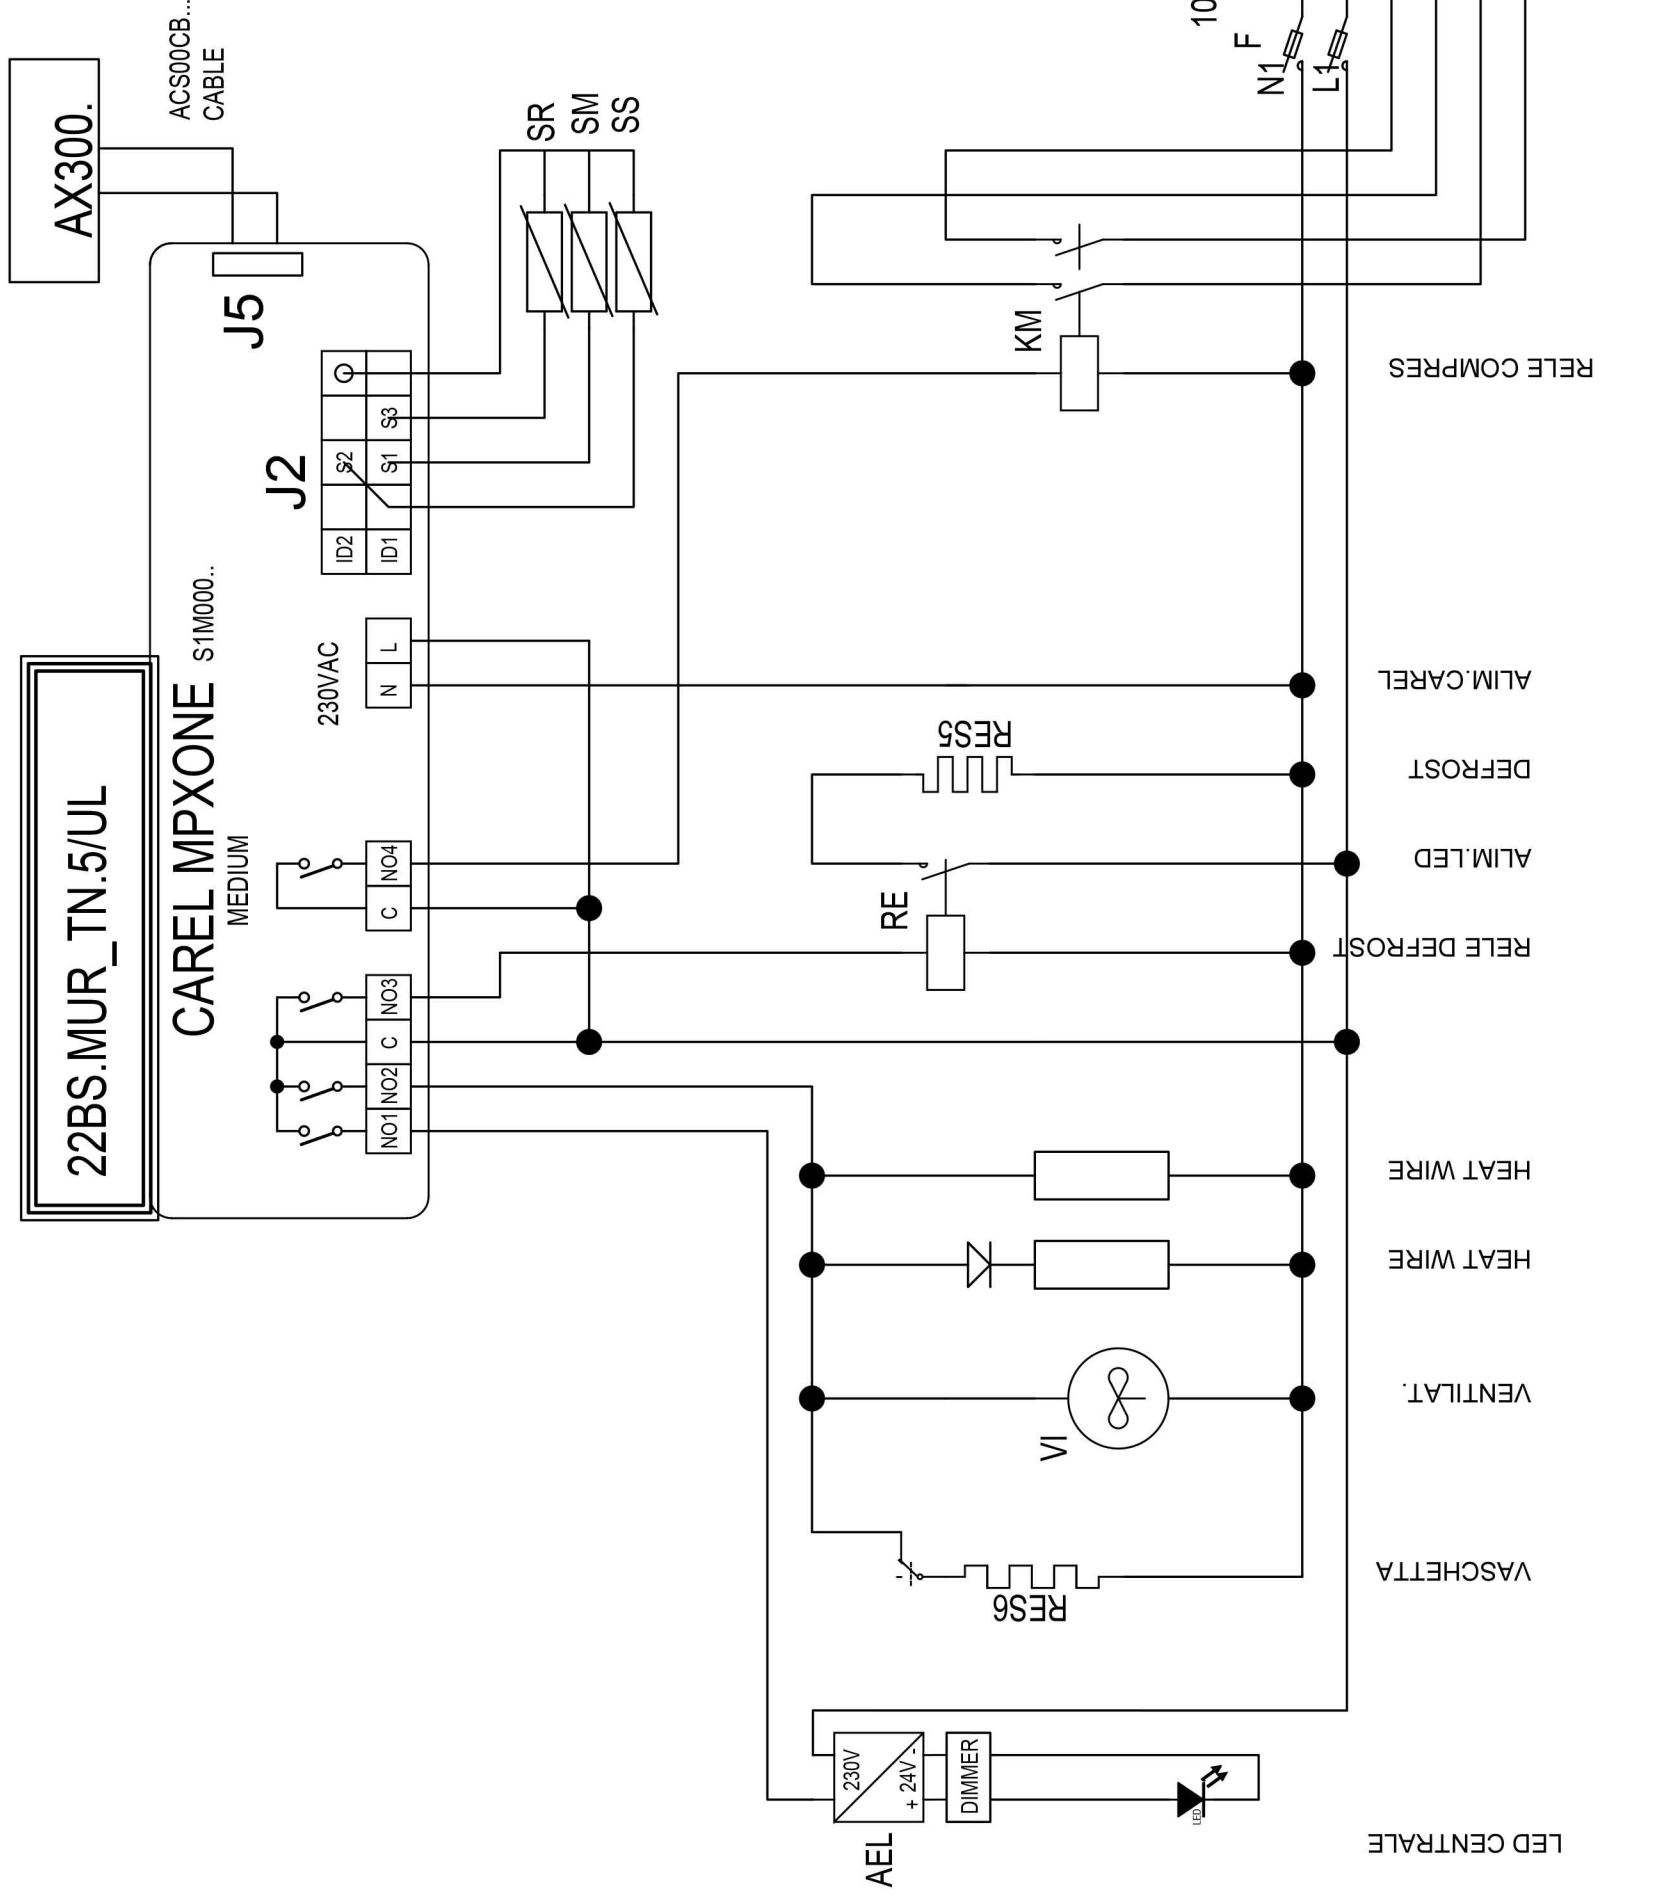 22BS.MUR_TN.5/UL
CAREL MPXONE
S1M000..
MEDIUM
AX300.
ACS00CB...
CABLE
J5
J2
ID2
S2
ID1
S1
S3
230VAC
N
L
NO1
NO2
C
NO3
C
NO4
SR
SM
SS
10
F
N1
L1
KM
RE
RES5
RES6
VI
AEL
230V
+ 24V -
DIMMER
LED
RELE COMPRES
ALIM.CAREL
DEFROST
ALIM.LED
RELE DEFROST
HEAT WIRE
HEAT WIRE
VENTILAT.
VASCHETTA
LED CENTRALE